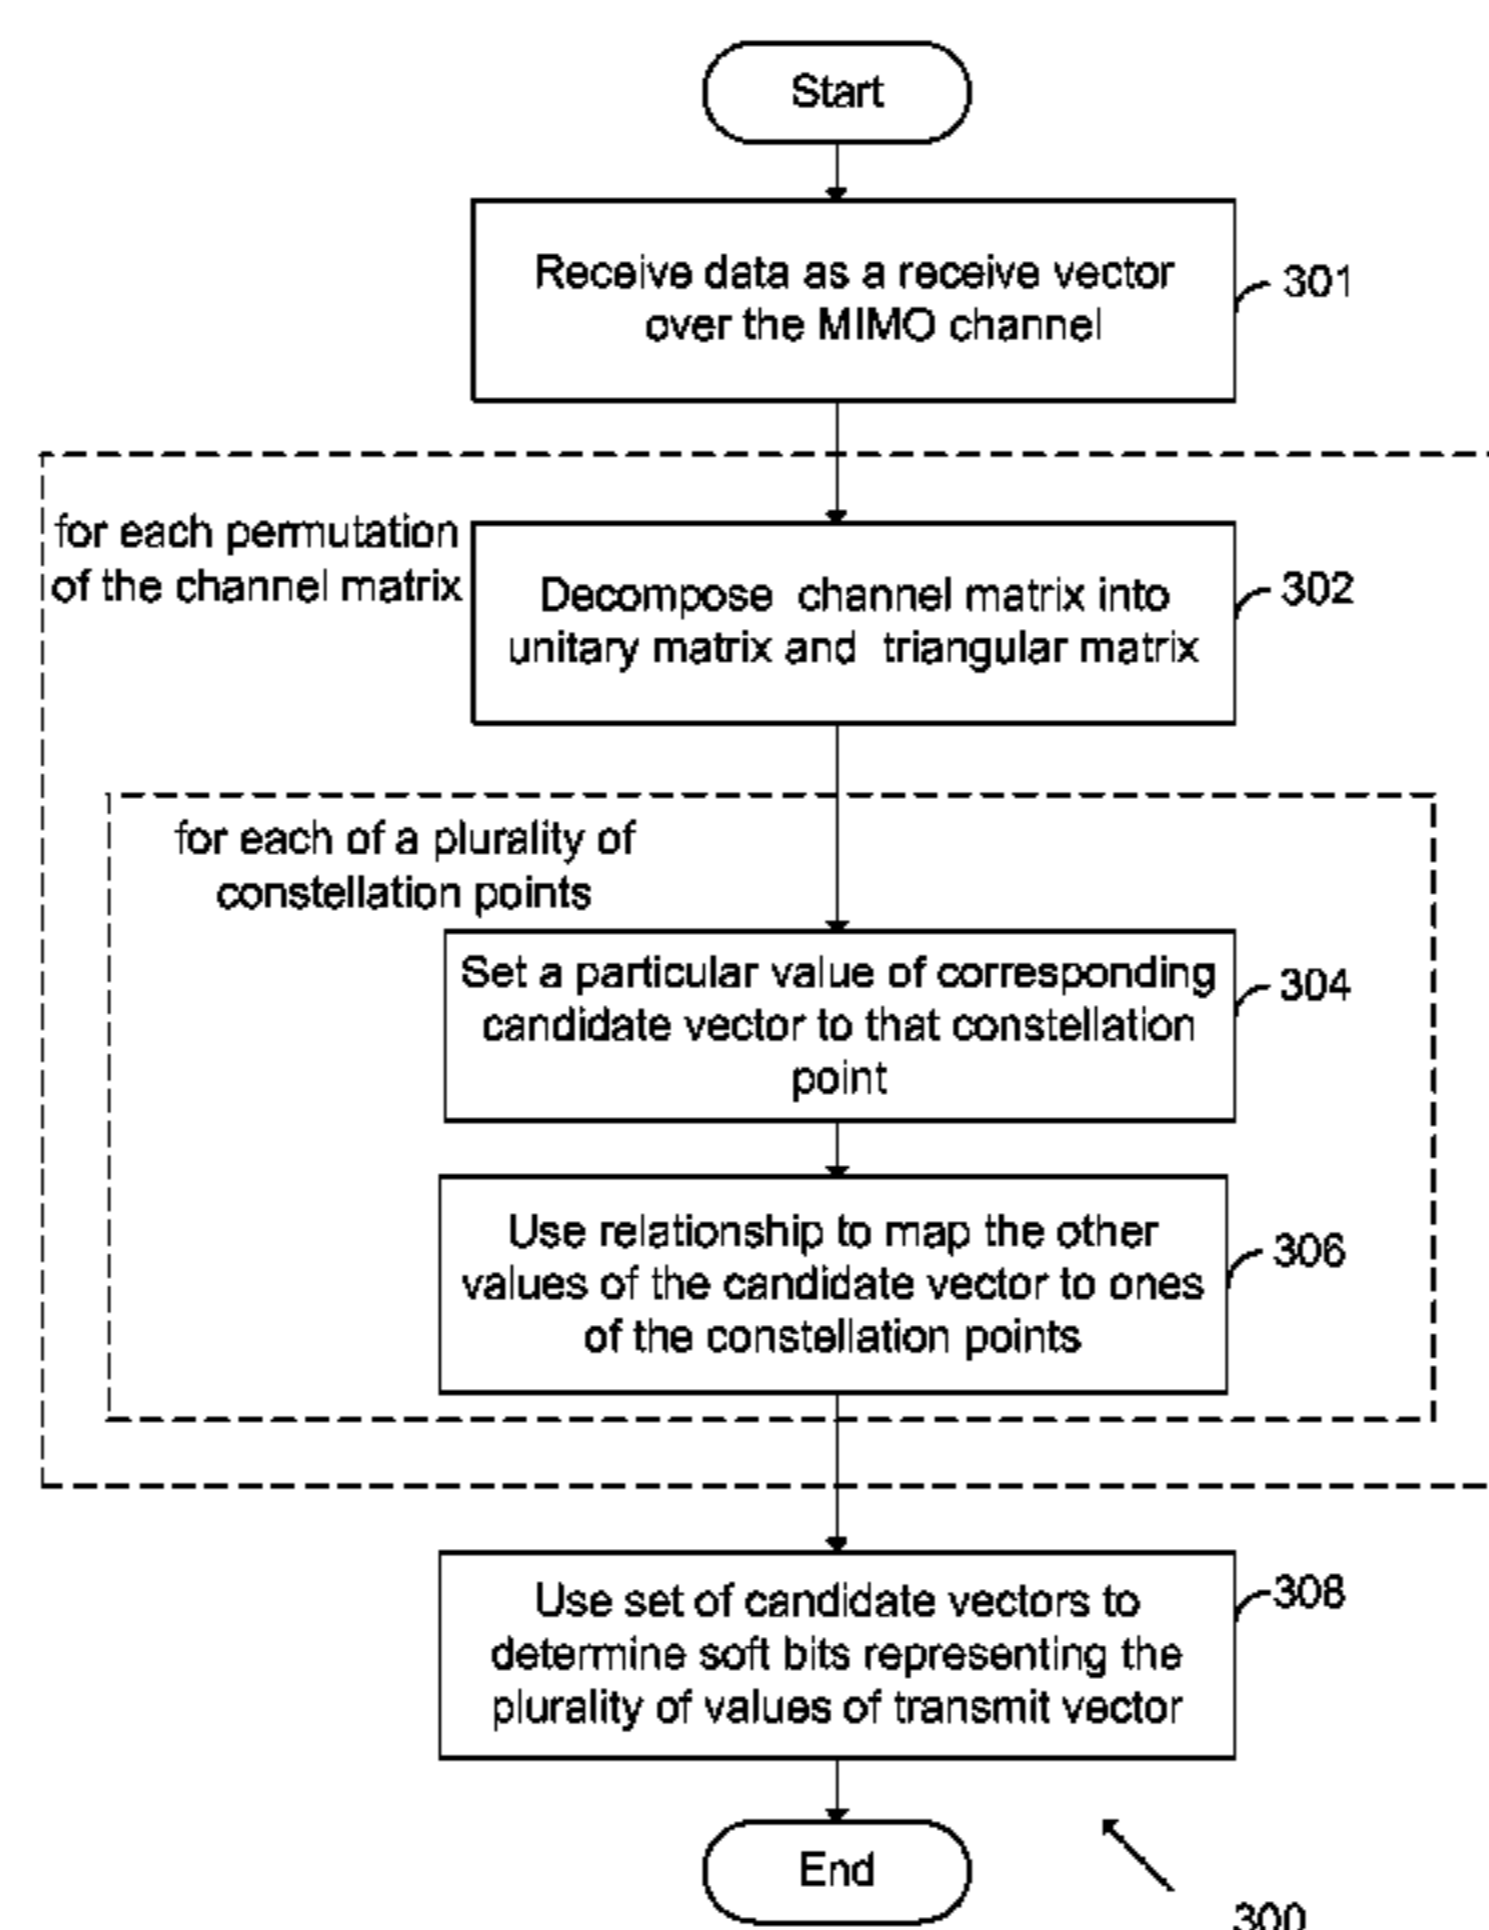 Start
Receive data as a receive vector
over the MIMO channel
301
for each permutation
of the channel matrix
Decompose channel matrix into
unitary matrix and triangular matrix
302
for each of a plurality of
constellation points
Set a particular value of corresponding
candidate vector to that constellation
point
304
Use relationship to map the other
values of the candidate vector to ones
of the constellation points
306
Use set of candidate vectors to
determine soft bits representing the
plurality of values of transmit vector
308
End
300